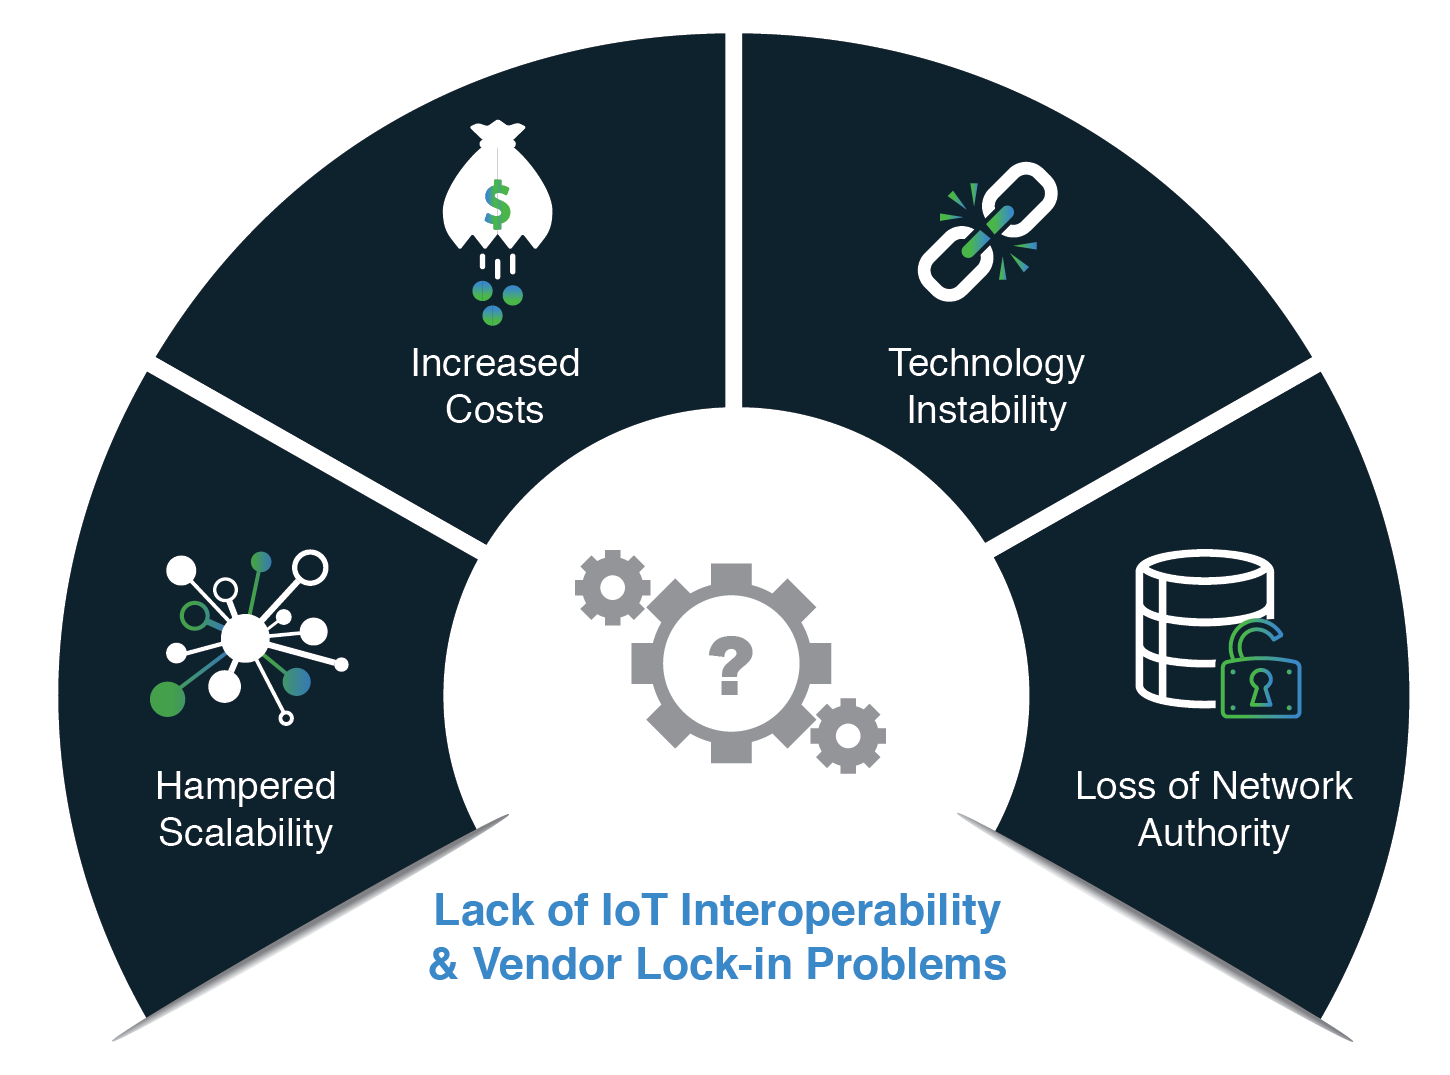 $
Increased
Costs
Technology
Instability
?
Hampered
Scalability
Loss of Network
Authority
Lack of IoT Interoperability
& Vendor Lock-in Problems